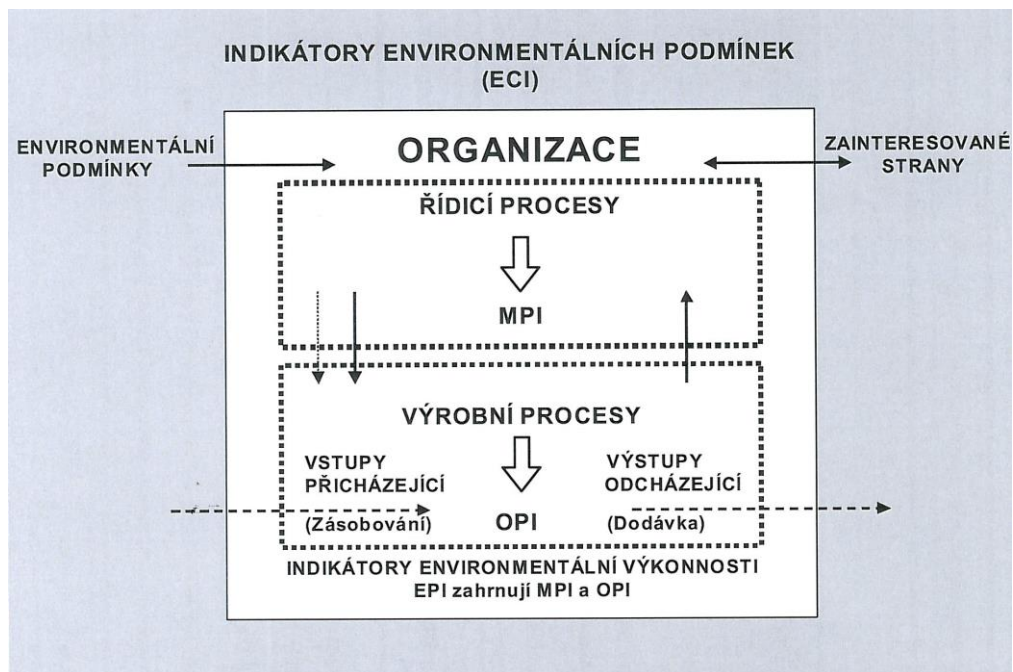 INDIKÁTORY ENVIRONMENTÁLNÍCH PODMÍNEK
(ECI)
ENVIRONMENTÁLNÍ
PODMÍNKY
ORGANIZACE
ZAINTERESOVANÉ
STRANY
ŘÍDICÍ PROCESY
MPI
VÝROBNÍ PROCESY
VSTUPY
PŘICHÁZEJÍCÍ
(Zásobování)
OPI
VÝSTUPY
ODCHÁZEJÍCÍ
(Dodávka)
INDIKÁTORY ENVIRONMENTÁLNÍ VÝKONNOSTI
EPI zahrnují MPI a OPI